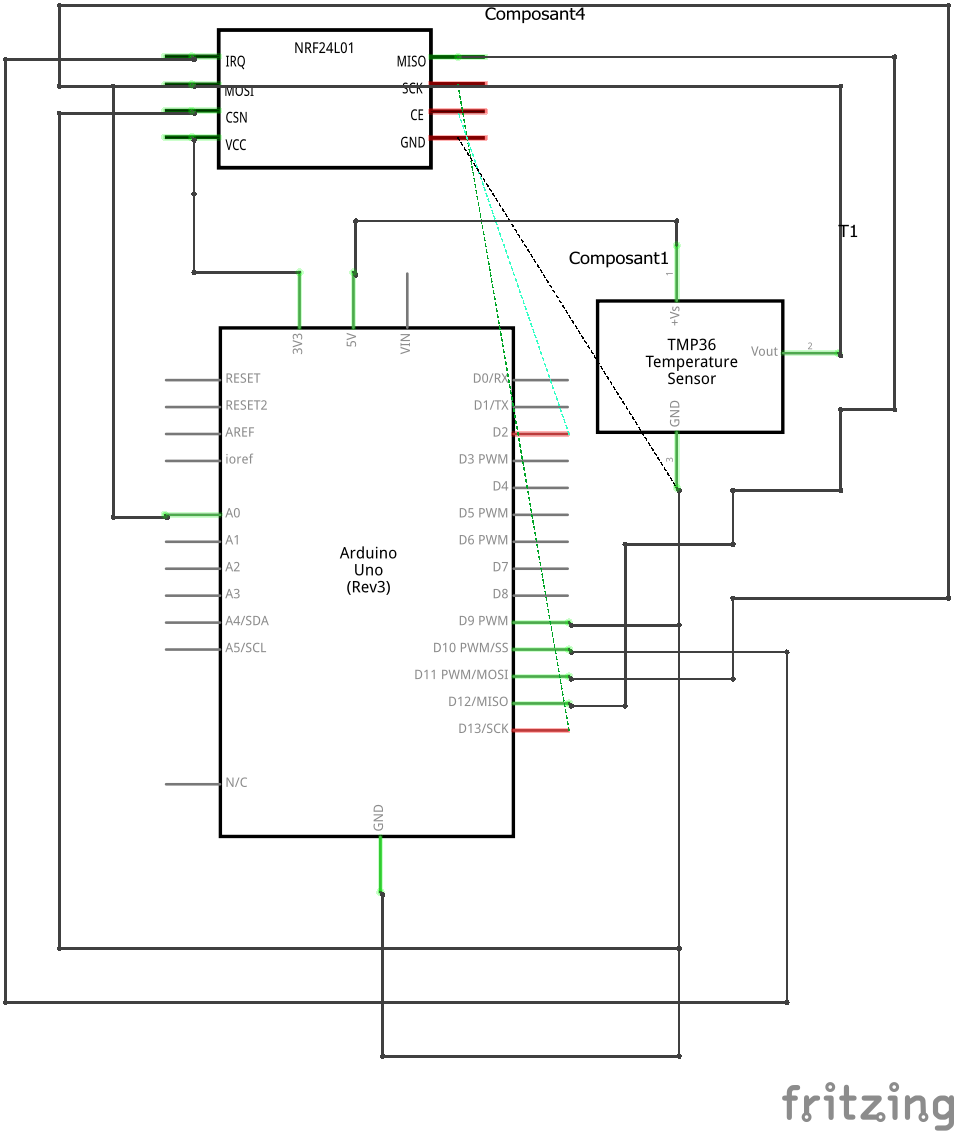 Composant4
NRF24L01
IRQ
MOSI
CSN
VCC
MISO
SCK
CE
GND
T1
Composant1
1
+Vs
TMP36
Temperature
Sensor
Vout
2
GND
3
3V3
5V
VIN
RESET
RESET2
AREF
ioref
A0
A1
A2
A3
A4/SDA
A5/SCL
N/C
D0/RX
D1/TX
D2
D3 PWM
D4
D5 PWM
D6 PWM
D7
D8
D9 PWM
D10 PWM/SS
D11 PWM/MOSI
D12/MISO
D13/SCK
Arduino
Uno
(Rev3)
GND
fritzing